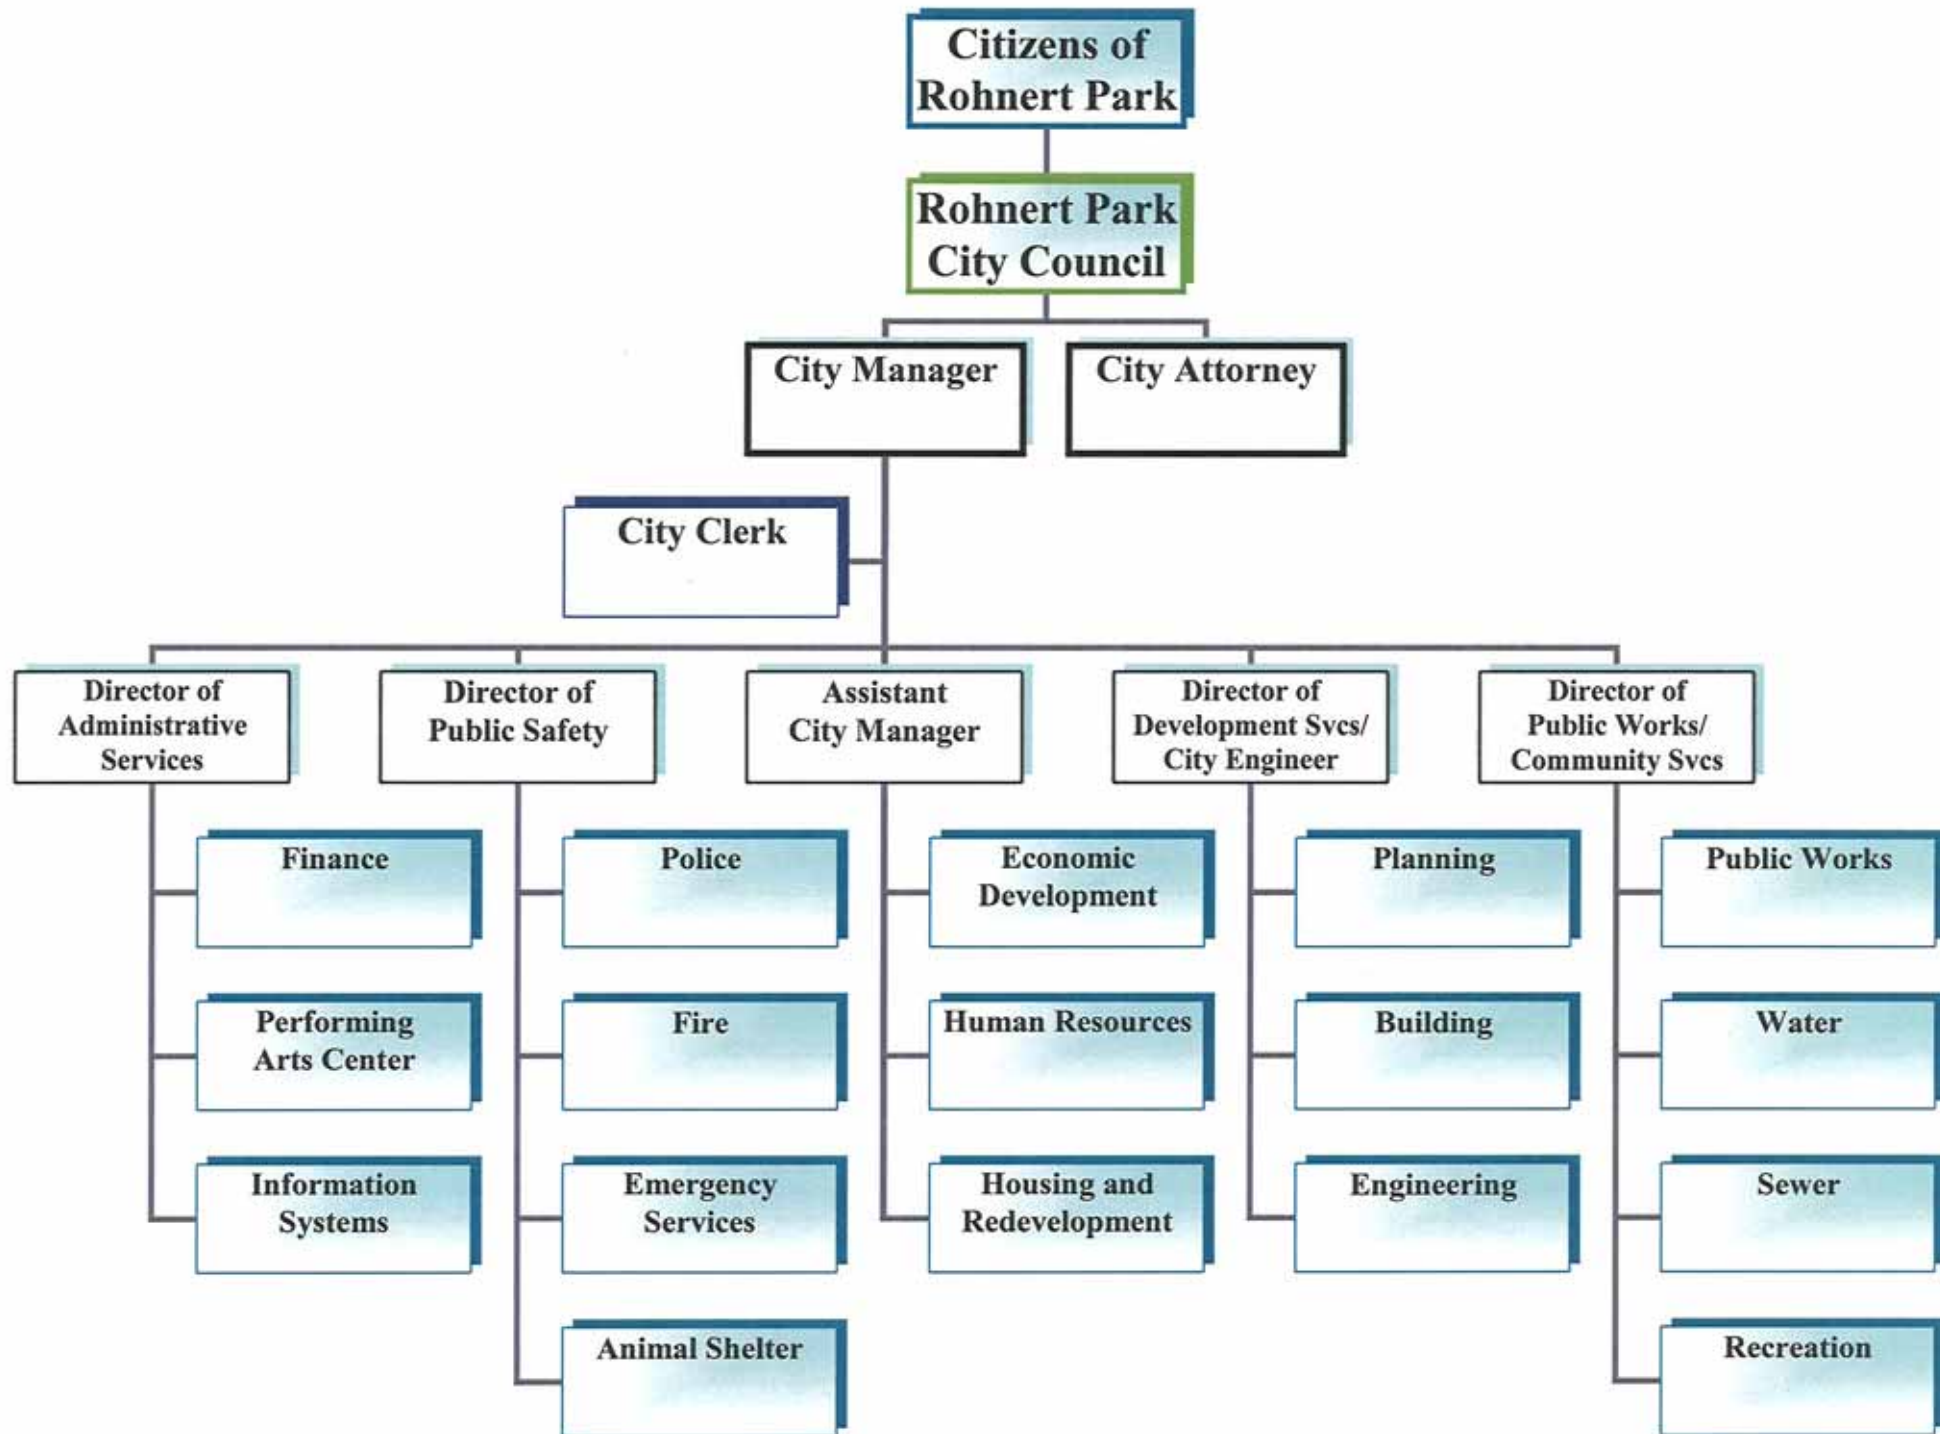 Citizens of
Rohnert Park
Rohnert Park
City Council
City Manager
City Attorney
City Clerk
Director of
Administrative
Services
Director of
Public Safety
Assistant
City Manager
Director of
Development Svcs/
City Engineer
Director of
Public Works/
Community Svcs
Finance
Police
Economic
Development
Planning
Public Works
Performing
Arts Center
Fire
Human Resources
Building
Water
Information
Systems
Emergency
Services
Housing and
Redevelopment
Engineering
Sewer
Animal Shelter
Recreation